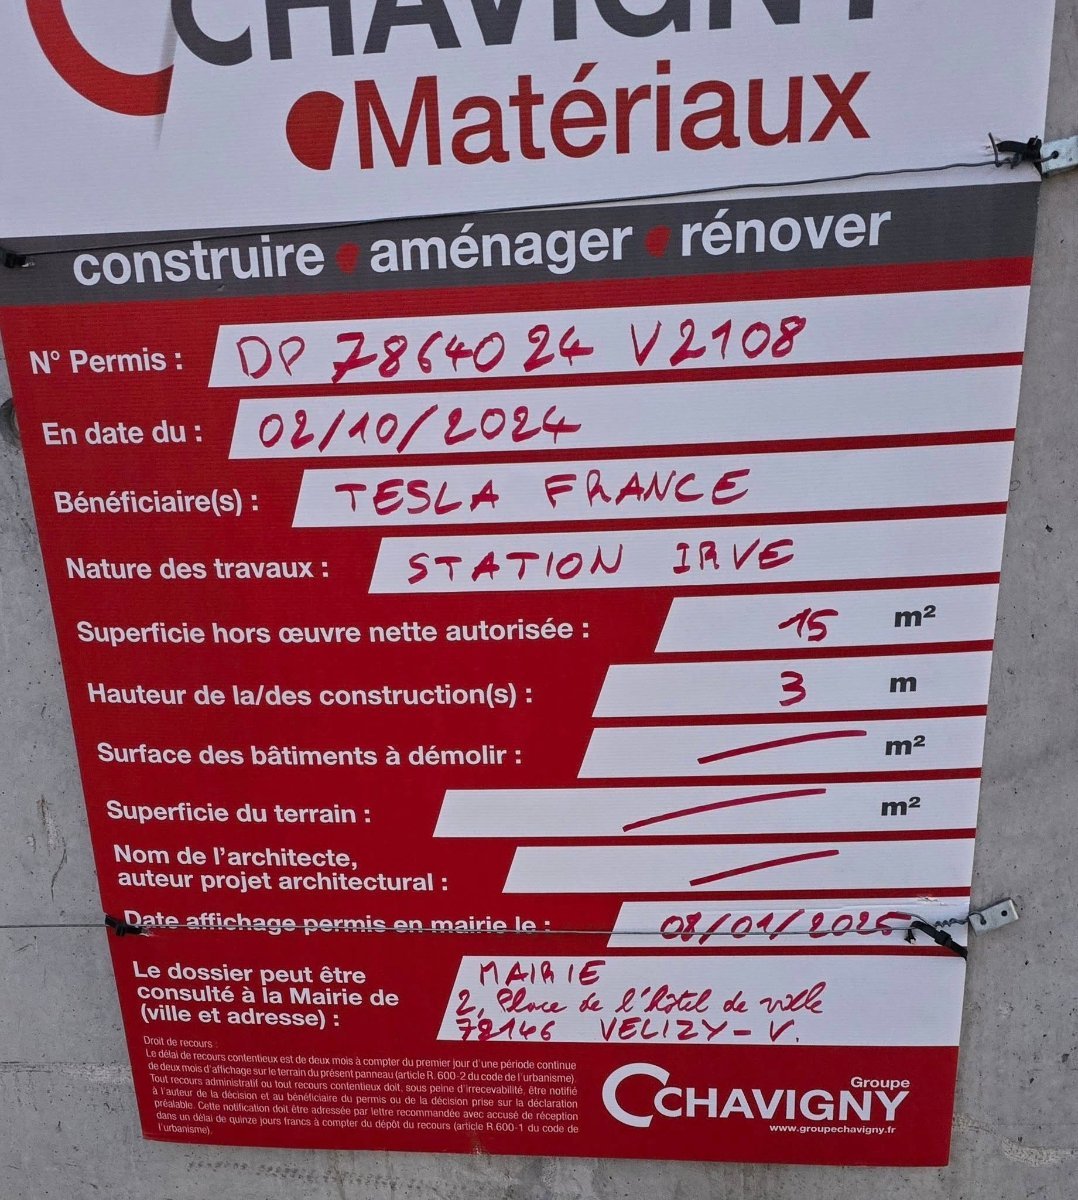 CHAVIGNY
Matériaux
construire • aménager • rénover
N° Permis : DP 78640 24 V2108
En date du : 02/10/2024
Bénéficiaire(s) : TESLA FRANCE
Nature des travaux : STATION IRVE
Superficie hors œuvre nette autorisée : 15 m²
Hauteur de la/des construction(s) : 3 m
Surface des bâtiments à démolir : m²
Superficie du terrain : m²
Nom de l'architecte,
auteur projet architectural :
Date affichage permis en mairie le : 08/01/2025
Le dossier peut être
consulté à la Mairie de
(ville et adresse) :
MAIRIE
2, Place de l'hôtel de ville
78146 VELIZY-V.
Droit de recours :
Le délai de recours contentieux est de deux mois à compter du premier jour d'une période continue
de deux mois d'affichage sur le terrain du présent panneau (article R.600-2 du code de l'urbanisme).
Tout recours administratif ou tout recours contentieux doit, sous peine d'irrecevabilité, être notifié
à l'auteur de la décision et au bénéficiaire du permis ou de la décision prise sur la déclaration
préalable. Cette notification doit être adressée par lettre recommandée avec accusé de réception
dans un délai de quinze jours francs à compter du dépôt du recours (article R.600-1 du code de
l'urbanisme).
Groupe
CHAVIGNY
www.groupechavigny.fr